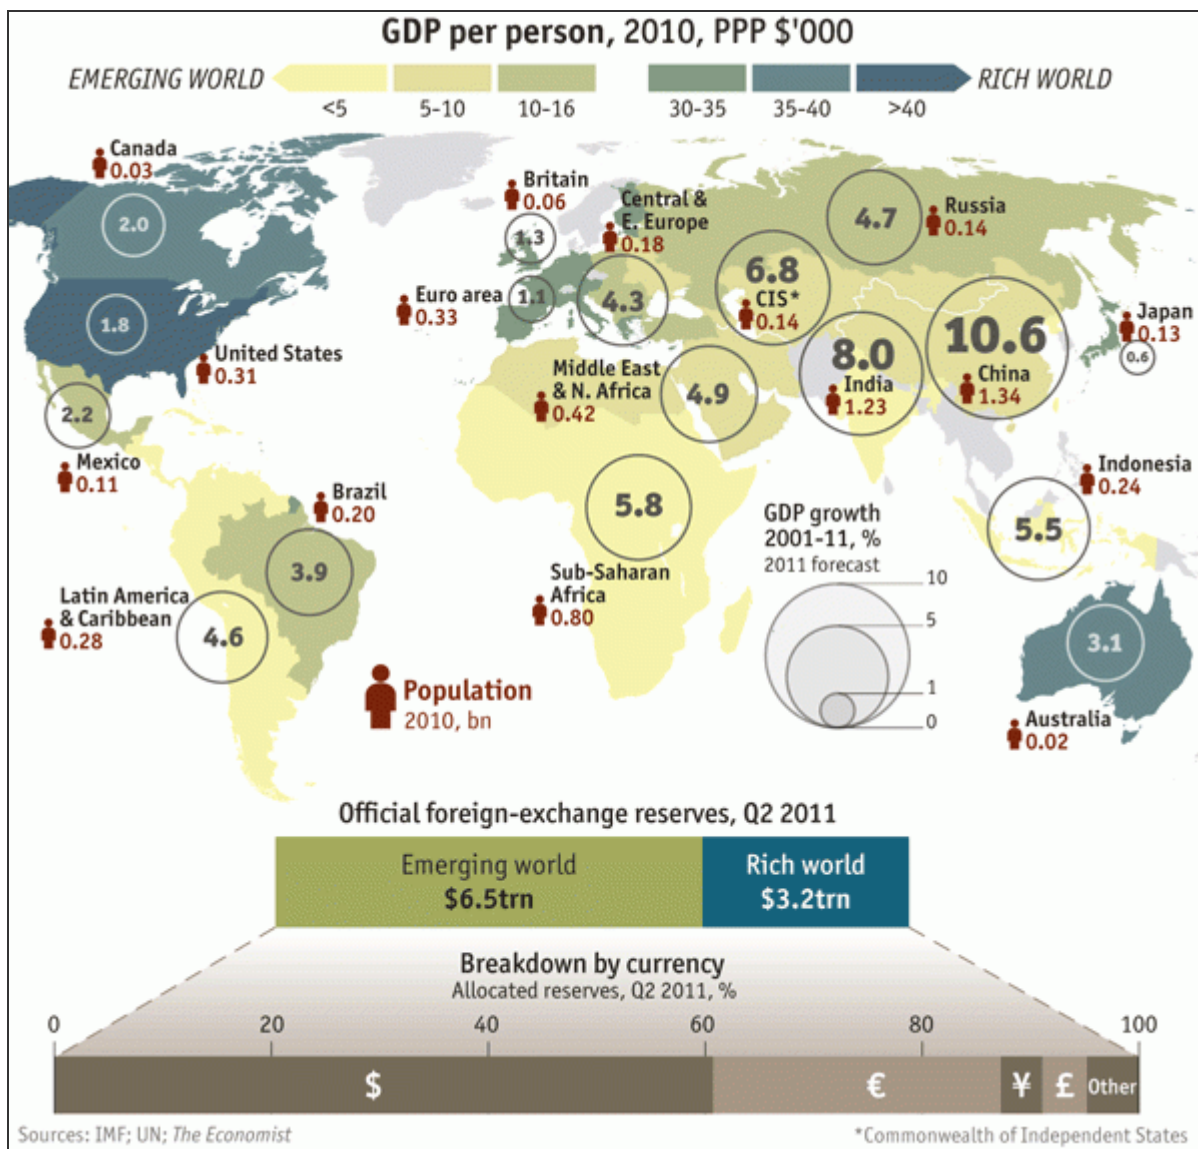 GDP per person, 2010, PPP $'000
EMERGING WORLD
RICH WORLD
<5
5-10
10-16
30-35
35-40
>40
Canada
0.03
2.0
Britain
0.06
1.3
Central &
E. Europe
0.18
4.3
4.7
Russia
0.14
6.8
CIS*
0.14
Euro area
0.33
1.1
1.8
United States
0.31
Middle East
& N. Africa
0.42
4.9
8.0
India
1.23
10.6
China
1.34
Japan
0.13
0.6
2.2
Mexico
0.11
Brazil
0.20
3.9
5.8
Sub-Saharan
Africa
0.80
Indonesia
0.24
5.5
Latin America
& Caribbean
0.28
4.6
GDP growth
2001-11, %
2011 forecast
10
5
1
0
3.1
Australia
0.02
Population
2010, bn
Official foreign-exchange reserves, Q2 2011
Emerging world
$6.5trn
Rich world
$3.2trn
Breakdown by currency
Allocated reserves, Q2 2011, %
0 20 40 60 80 100
$ € ¥ £ Other
Sources: IMF; UN; The Economist
*Commonwealth of Independent States